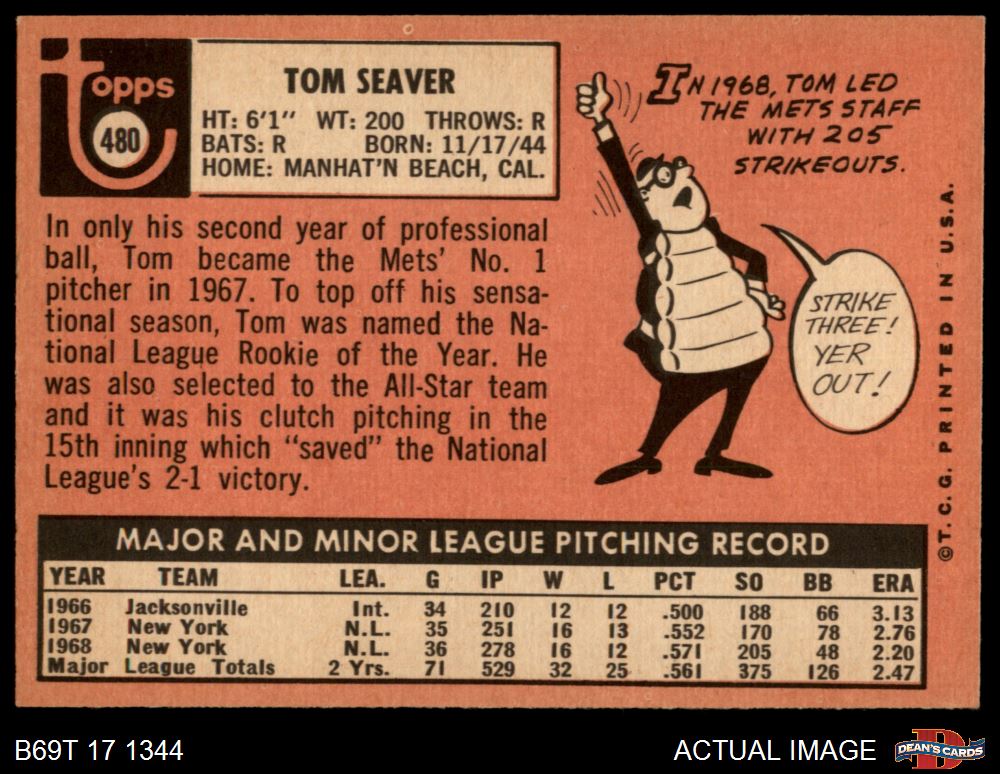 topps
480
TOM SEAVER
HT: 6'1" WT: 200 THROWS: R
BATS: R BORN: 11/17/44
HOME: MANHAT'N BEACH, CAL.
In only his second year of professional
ball, Tom became the Mets' No. 1
pitcher in 1967. To top off his sensa-
tional season, Tom was named the Na-
tional League Rookie of the Year. He
was also selected to the All-Star team
and it was his clutch pitching in the
15th inning which "saved" the National
League's 2-1 victory.
IN 1968, TOM LED
THE METS STAFF
WITH 205
STRIKEOUTS.
STRIKE
THREE!
YER
OUT!
©T. C. G. PRINTED IN U.S.A.
MAJOR AND MINOR LEAGUE PITCHING RECORD
YEAR TEAM LEA. G IP W L PCT SO BB ERA
1966 Jacksonville Int. 34 210 12 12 .500 188 66 3.13
1967 New York N.L. 35 251 16 13 .552 170 78 2.76
1968 New York N.L. 36 278 16 12 .571 205 48 2.20
Major League Totals 2 Yrs. 71 529 32 25 .561 375 126 2.47
B69T 17 1344
ACTUAL IMAGE
D
DEAN'S CARDS